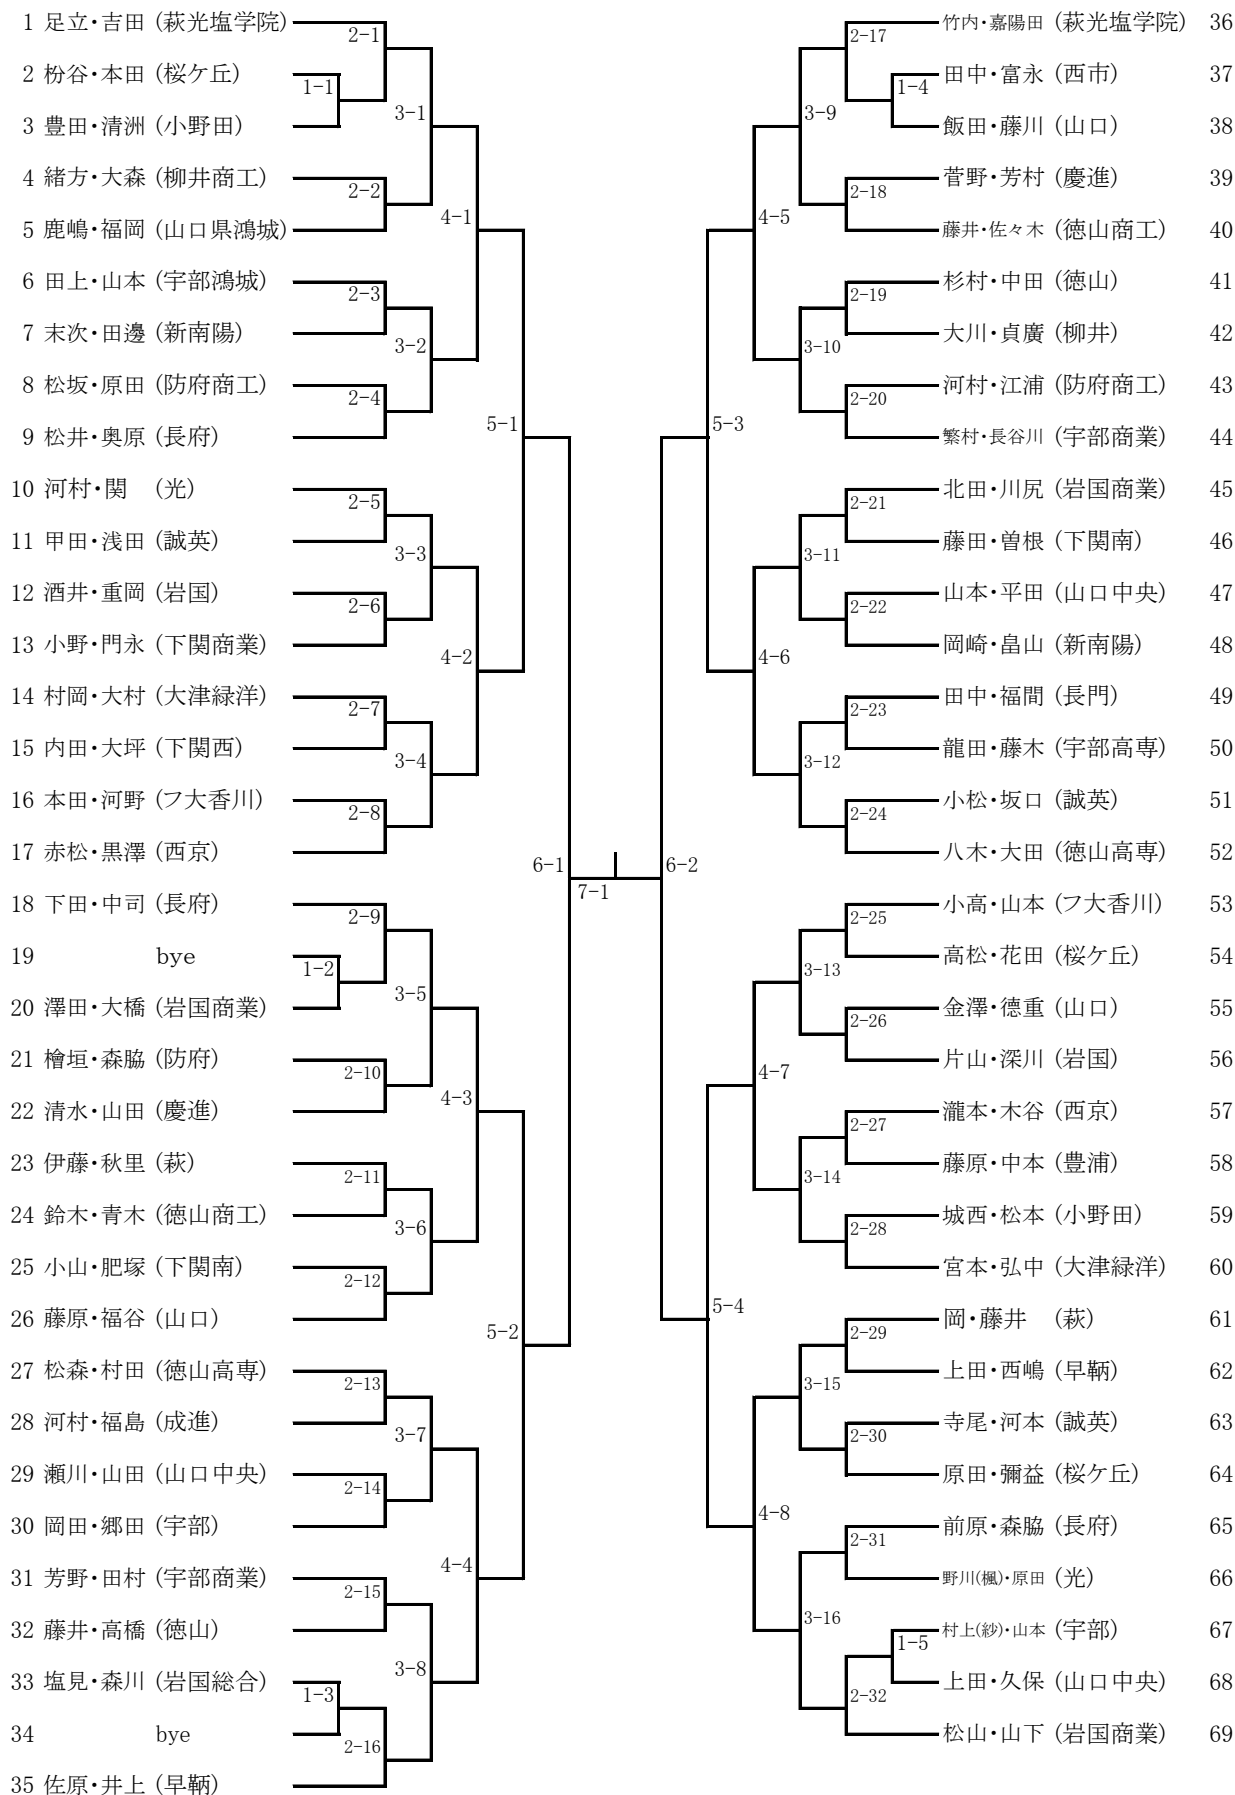 1 足立・吉田 (萩光塩学院)
2 枌谷・本田 (桜ケ丘)
3 豊田・清洲 (小野田)
4 緒方・大森 (柳井商工)
5 鹿嶋・福岡 (山口県鴻城)
6 田上・山本 (宇部鴻城)
7 末次・田邊 (新南陽)
8 松坂・原田 (防府商工)
9 松井・奥原 (長府)
10 河村・関 (光)
11 甲田・浅田 (誠英)
12 酒井・重岡 (岩国)
13 小野・門永 (下関商業)
14 村岡・大村 (大津緑洋)
15 内田・大坪 (下関西)
16 本田・河野 (フ大香川)
17 赤松・黒澤 (西京)
18 下田・中司 (長府)
19 bye
20 澤田・大橋 (岩国商業)
21 檜垣・森脇 (防府)
22 清水・山田 (慶進)
23 伊藤・秋里 (萩)
24 鈴木・青木 (徳山商工)
25 小山・肥塚 (下関南)
26 藤原・福谷 (山口)
27 松森・村田 (徳山高専)
28 河村・福島 (成進)
29 瀬川・山田 (山口中央)
30 岡田・郷田 (宇部)
31 芳野・田村 (宇部商業)
32 藤井・高橋 (徳山)
33 塩見・森川 (岩国総合)
34 bye
35 佐原・井上 (早鞆)
2-1
1-1
3-1
2-2
4-1
2-3
3-2
2-4
5-1
2-5
3-3
2-6
4-2
2-7
3-4
2-8
6-1
7-1
2-9
1-2
3-5
2-10
4-3
2-11
3-6
2-12
5-2
2-13
3-7
2-14
4-4
2-15
3-8
1-3
2-16
2-17
1-4
3-9
2-18
4-5
2-19
3-10
2-20
5-3
2-21
3-11
2-22
4-6
2-23
3-12
2-24
6-2
2-25
3-13
2-26
4-7
2-27
3-14
2-28
5-4
2-29
3-15
2-30
4-8
2-31
3-16
1-5
2-32
竹内・嘉陽田 (萩光塩学院) 36
田中・富永 (西市) 37
飯田・藤川 (山口) 38
菅野・芳村 (慶進) 39
藤井・佐々木 (徳山商工) 40
杉村・中田 (徳山) 41
大川・貞廣 (柳井) 42
河村・江浦 (防府商工) 43
繁村・長谷川 (宇部商業) 44
北田・川尻 (岩国商業) 45
藤田・曽根 (下関南) 46
山本・平田 (山口中央) 47
岡崎・畠山 (新南陽) 48
田中・福間 (長門) 49
龍田・藤木 (宇部高専) 50
小松・坂口 (誠英) 51
八木・大田 (徳山高専) 52
小高・山本 (フ大香川) 53
高松・花田 (桜ケ丘) 54
金澤・德重 (山口) 55
片山・深川 (岩国) 56
瀧本・木谷 (西京) 57
藤原・中本 (豊浦) 58
城西・松本 (小野田) 59
宮本・弘中 (大津緑洋) 60
岡・藤井 (萩) 61
上田・西嶋 (早鞆) 62
寺尾・河本 (誠英) 63
原田・彌益 (桜ケ丘) 64
前原・森脇 (長府) 65
野川(楓)・原田 (光) 66
村上(紗)・山本 (宇部) 67
上田・久保 (山口中央) 68
松山・山下 (岩国商業) 69